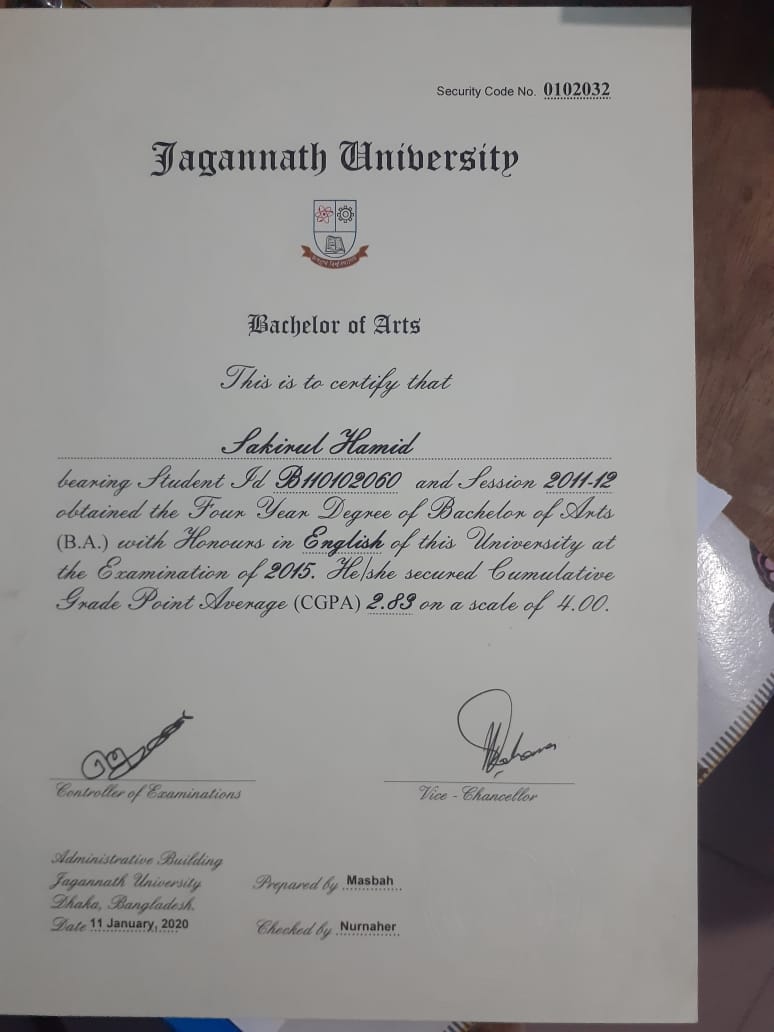 Security Code No. 0102032
Jagannath University
Bachelor of Arts
This is to certify that
Sakirul Hamid
bearing Student Id B110102060 and Session 2011-12
obtained the Four Year Degree of Bachelor of Arts
(B.A.) with Honours in English of this University at
the Examination of 2015. He/she secured Cumulative
Grade Point Average (CGPA) 2.83 on a scale of 4.00.
Controller of Examinations
Vice - Chancellor
Administrative Building
Jagannath University
Dhaka, Bangladesh.
Date 11 January, 2020
Prepared by Masbah
Checked by Nurnaher